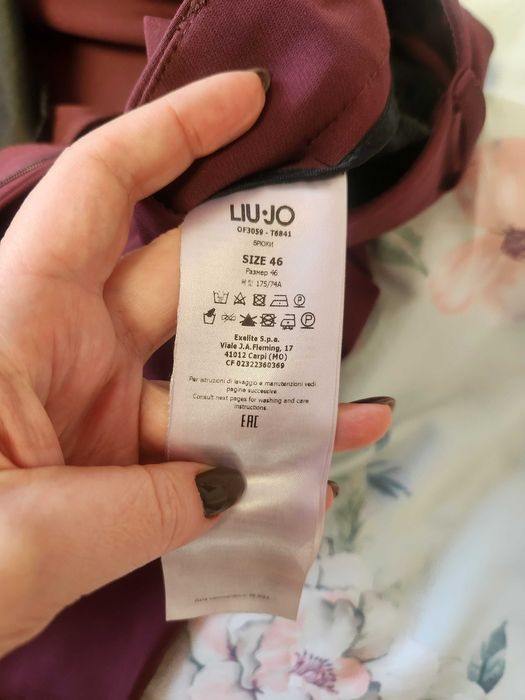 LIU·JO
OF3059 - T6841
БРЮКИ
SIZE 46
Размер 46
175/74A
Exelite S.p.a.
Viale J.A.Fleming, 17
41012 Carpi (MO)
CF 02322360369
Per istruzioni di lavaggio e manutenzioni vedi
pagine successive
Consult next pages for washing and care
instructions.
EAC